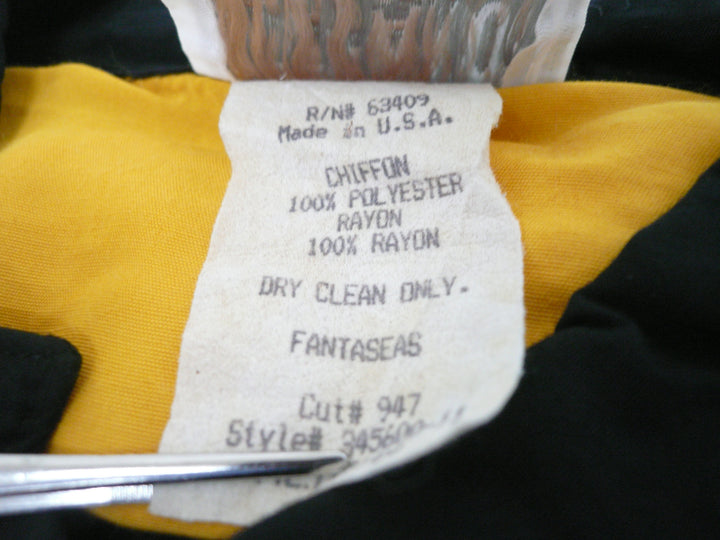 R/N# 63409
Made in U.S.A.
CHIFFON
100% POLYESTER
RAYON
100% RAYON
DRY CLEAN ONLY.
FANTASEAS
Cut# 947
Style#